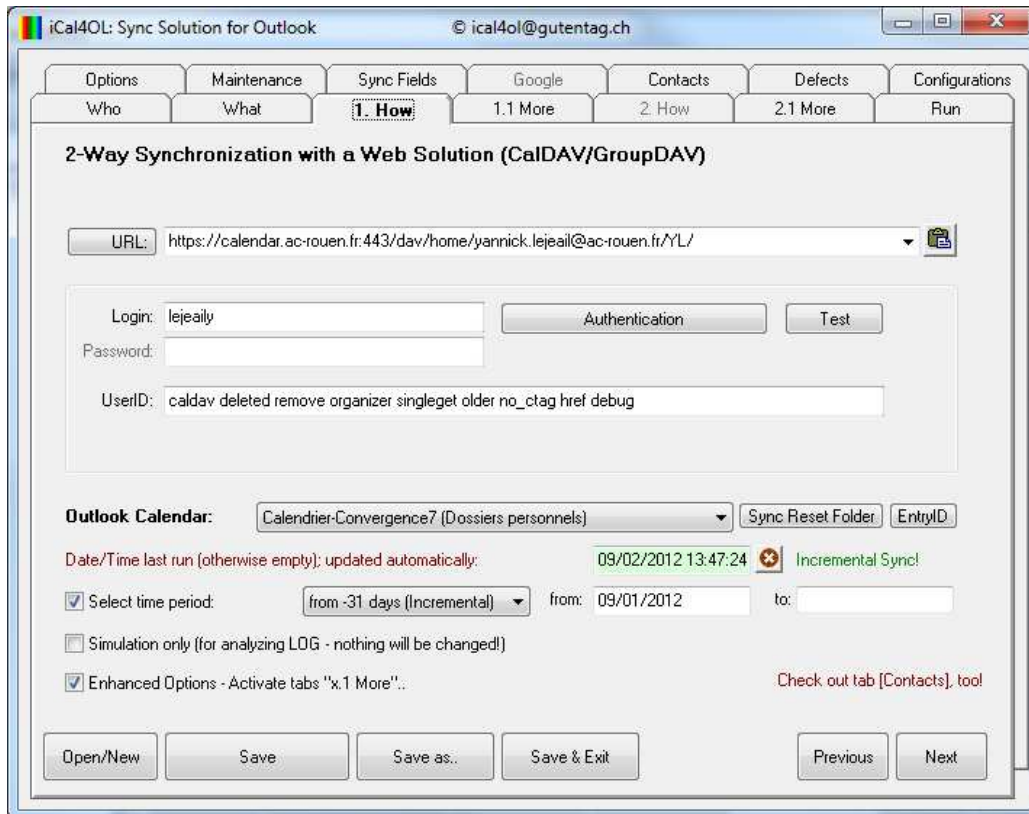 iCal4OL: Sync Solution for Outlook © ical4ol@gutentag.ch
Options Maintenance Sync Fields Google Contacts Defects Configurations
Who What 1. How 1.1 More 2. How 2.1 More Run
2-Way Synchronization with a Web Solution (CalDAV/GroupDAV)
URL: https://calendar.ac-rouen.fr:443/dav/home/yannick.lejeail@ac-rouen.fr/YL/
Login: lejeaily Authentication Test
Password:
UserID: caldav deleted remove organizer singleget older no_ctag href debug
Outlook Calendar: Calendrier-Convergence7 (Dossiers personnels) Sync Reset Folder EntryID
Date/Time last run (otherwise empty); updated automatically: 09/02/2012 13:47:24 Incremental Sync!
Select time period: from -31 days (Incremental) from: 09/01/2012 to:
Simulation only (for analyzing LOG - nothing will be changed!)
Enhanced Options - Activate tabs "x.1 More".. Check out tab [Contacts], too!
Open/New Save Save as.. Save & Exit Previous Next